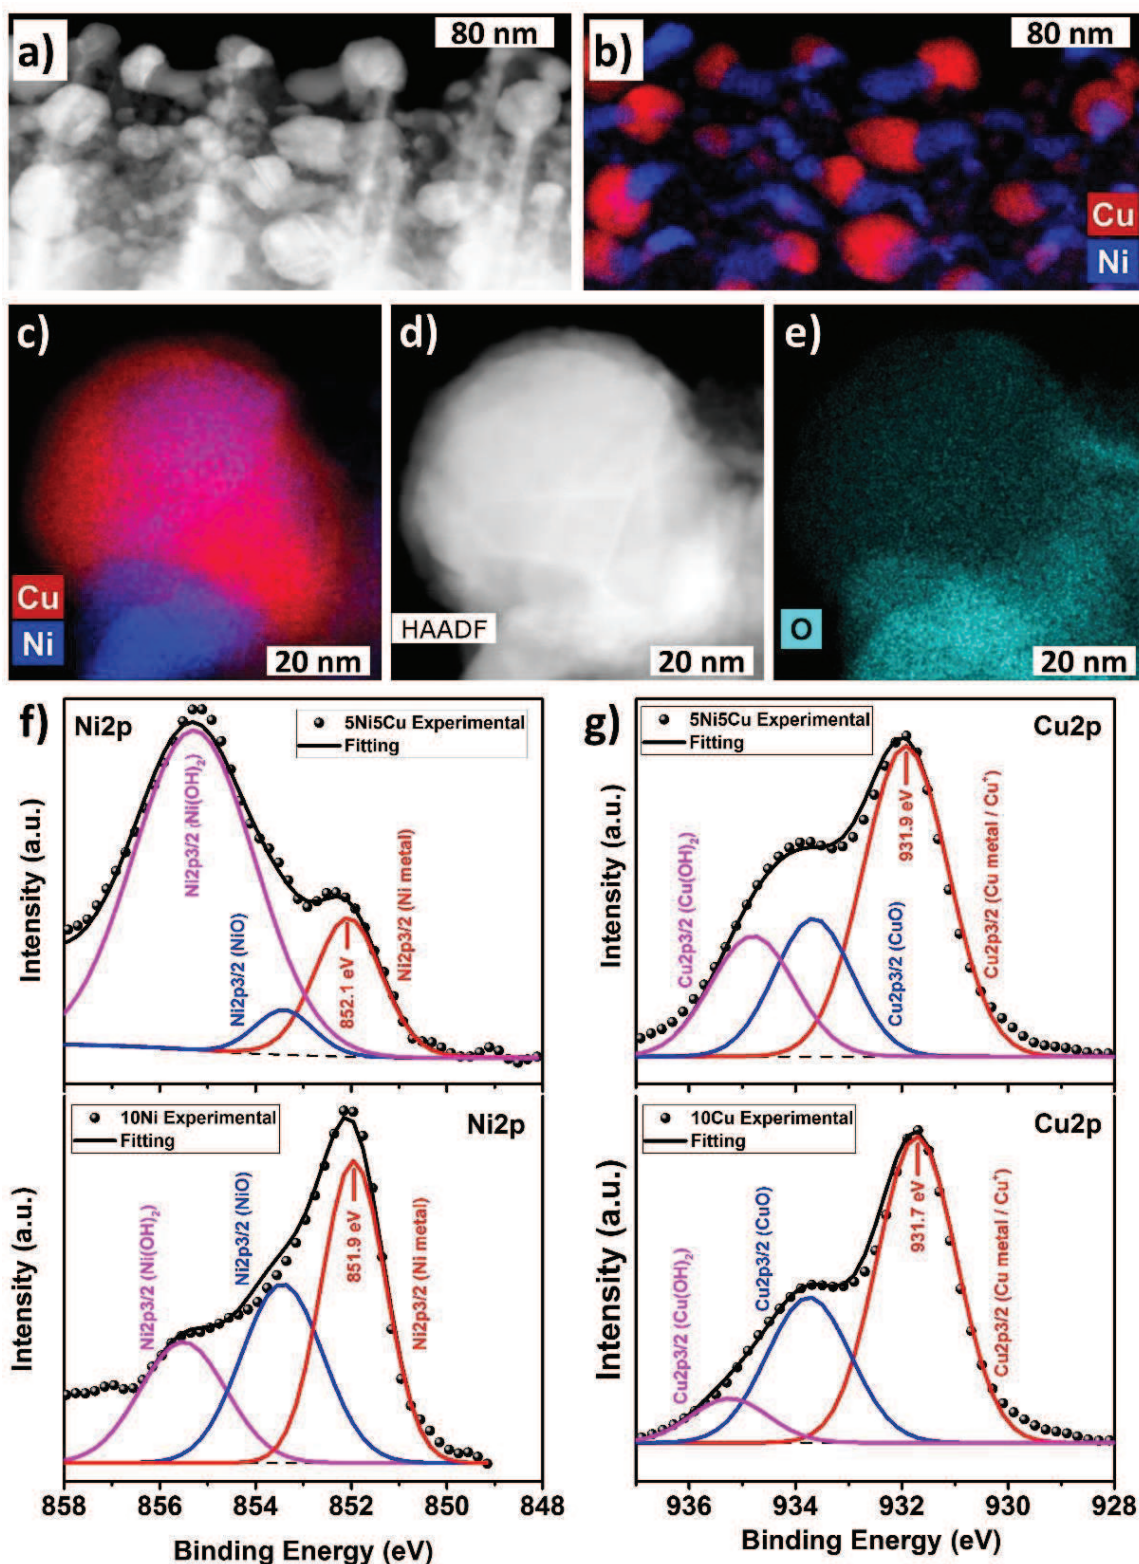 a)
80 nm
b)
80 nm
Cu
Ni
c)
Cu
Ni
20 nm
d)
HAADF
20 nm
e)
O
20 nm
f)
Ni2p
5Ni5Cu Experimental
Fitting
Intensity (a.u.)
Ni2p3/2 (Ni(OH)₂)
Ni2p3/2 (NiO)
852.1 eV
Ni2p3/2 (Ni metal)
g)
5Ni5Cu Experimental
Fitting
Cu2p
Intensity (a.u.)
Cu2p3/2 (Cu(OH)₂)
Cu2p3/2 (CuO)
931.9 eV
Cu2p3/2 (Cu metal / Cu⁺)
10Ni Experimental
Fitting
Ni2p
Intensity (a.u.)
Ni2p3/2 (Ni(OH)₂)
Ni2p3/2 (NiO)
851.9 eV
Ni2p3/2 (Ni metal)
858 856 854 852 850 848
Binding Energy (eV)
10Cu Experimental
Fitting
Cu2p
Intensity (a.u.)
Cu2p3/2 (Cu(OH)₂)
Cu2p3/2 (CuO)
931.7 eV
Cu2p3/2 (Cu metal / Cu⁺)
936 934 932 930 928
Binding Energy (eV)